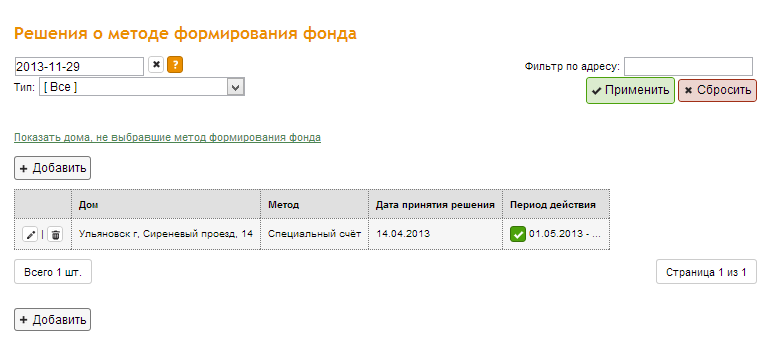 Решения о методе формирования фонда
2013-11-29 ?
Фильтр по адресу:
Тип: [ Все ]
Применить Сбросить
Показать дома, не выбравшие метод формирования фонда
+ Добавить
Дом Метод Дата принятия решения Период действия
| Ульяновск г, Сиреневый проезд, 14 Специальный счёт 14.04.2013 01.05.2013 - ...
Всего 1 шт. Страница 1 из 1
+ Добавить